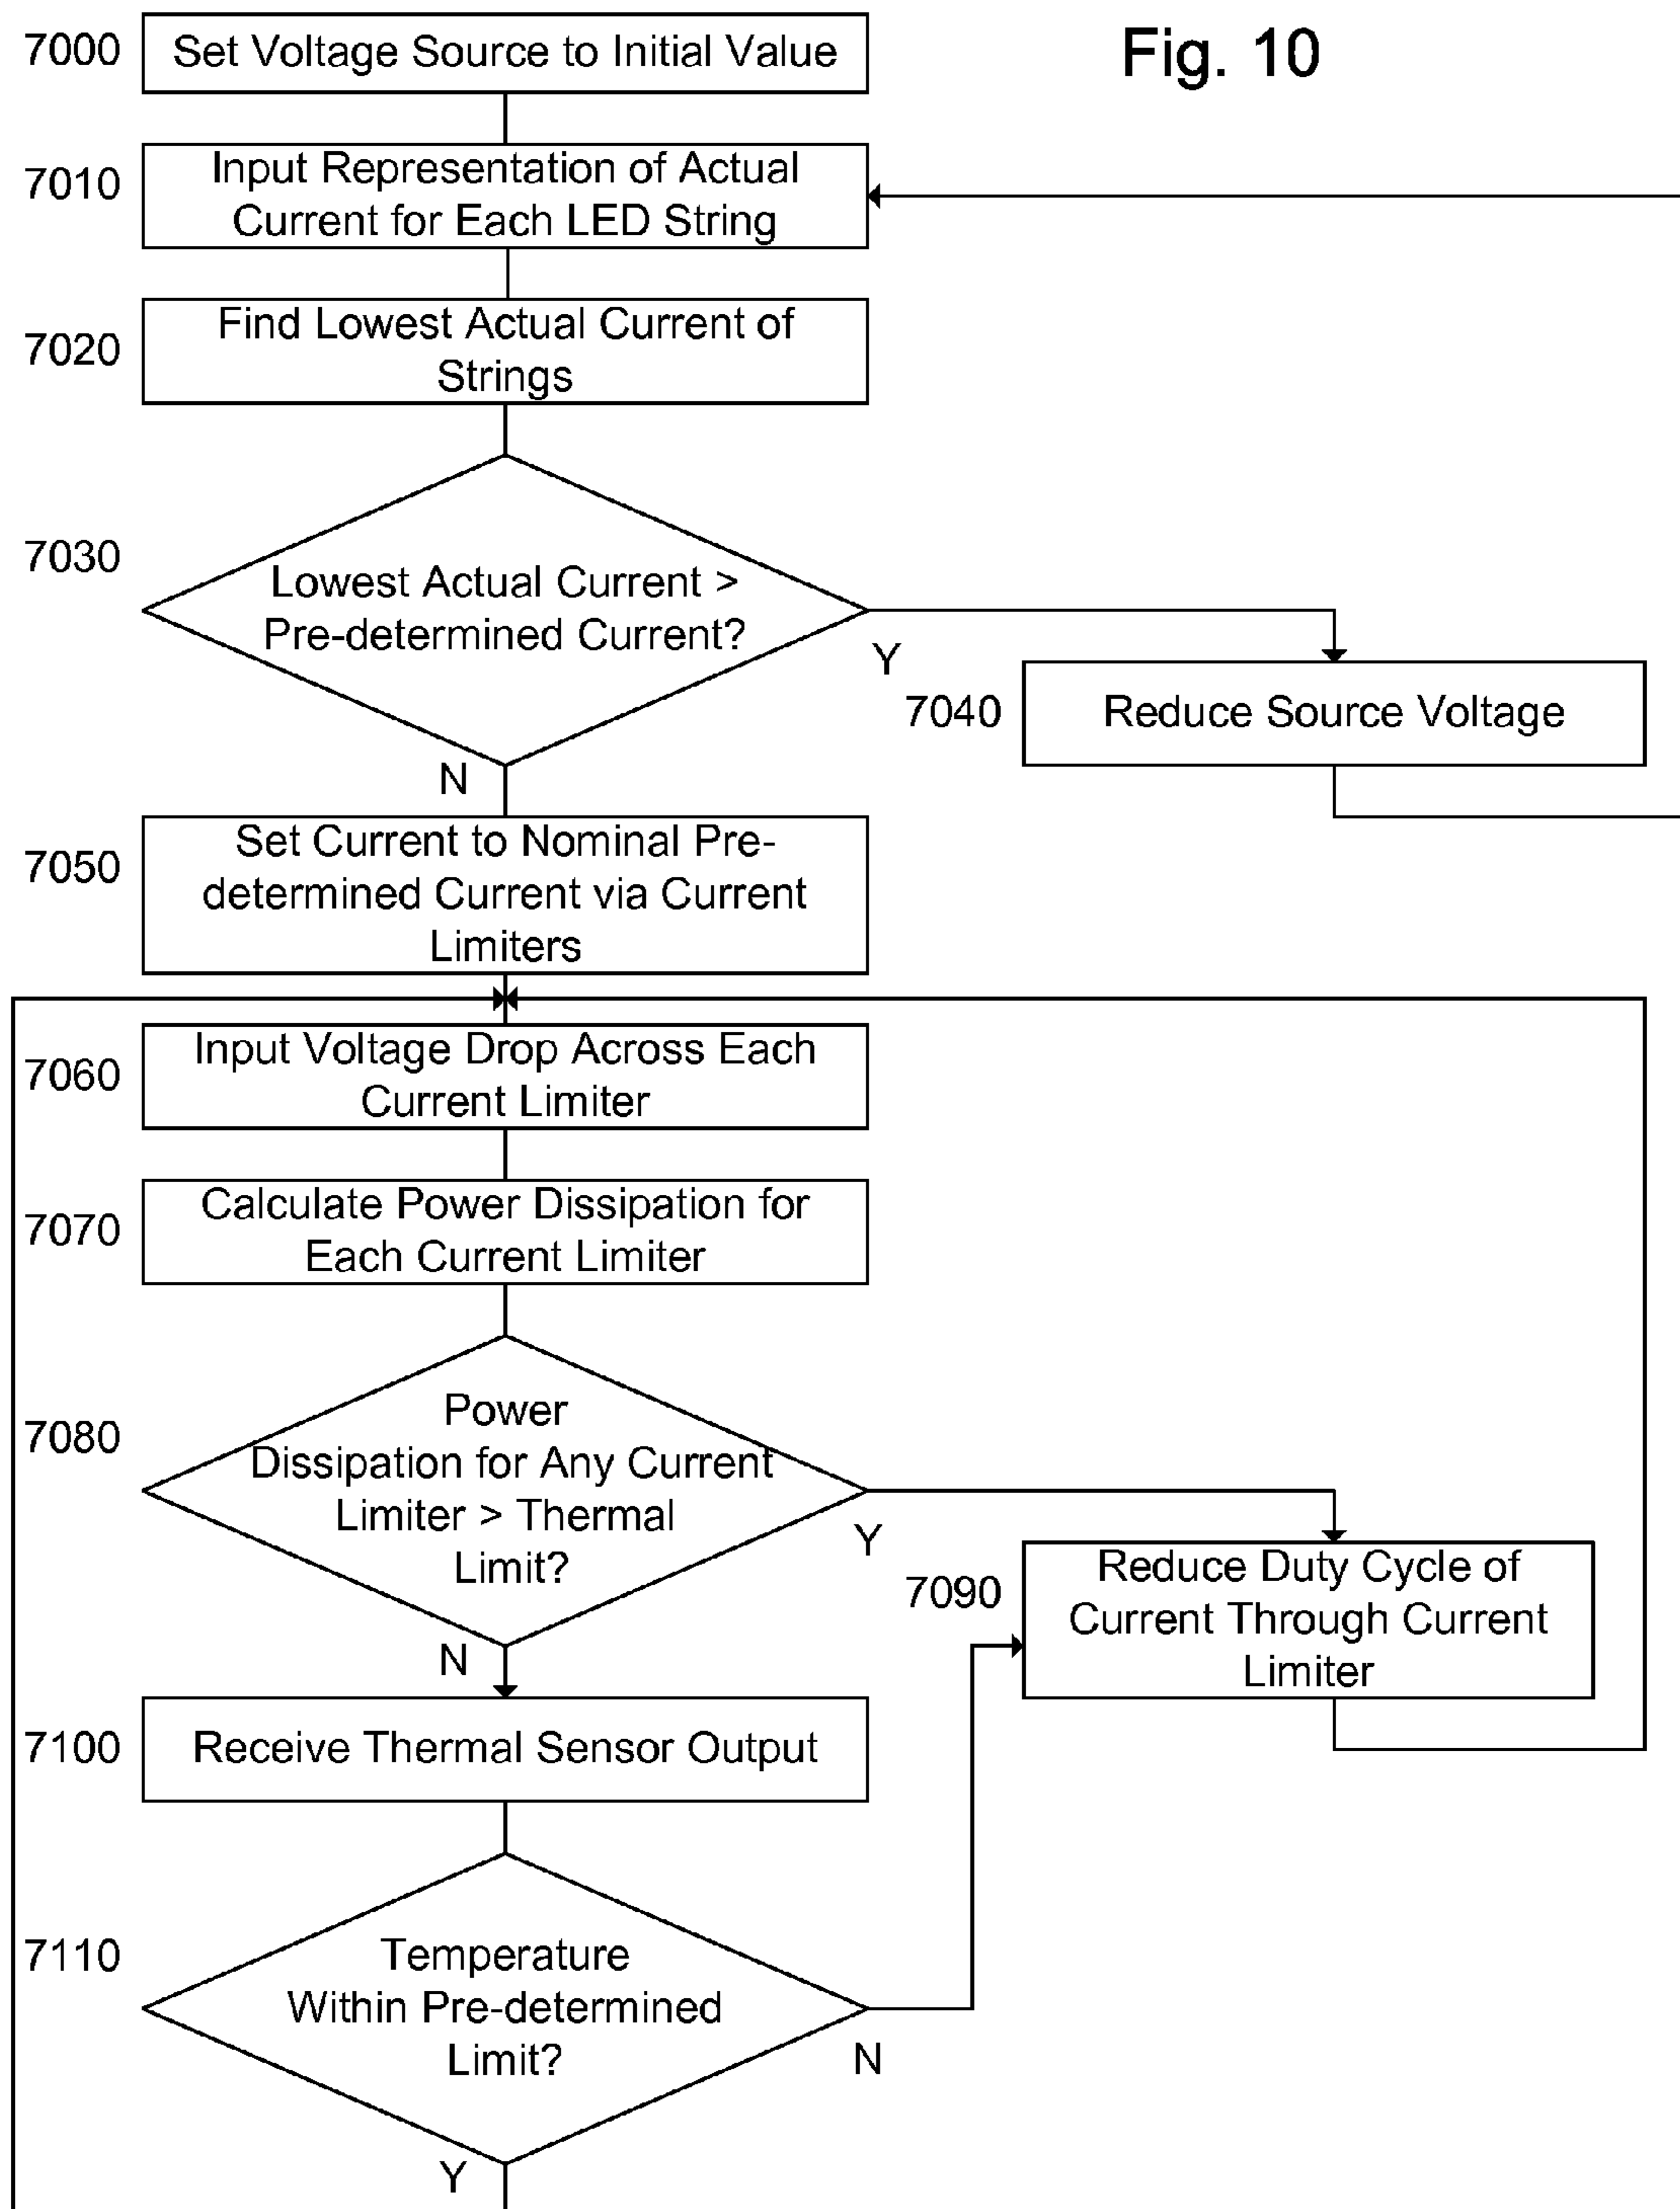 Fig. 10
7000
Set Voltage Source to Initial Value
7010
Input Representation of Actual
Current for Each LED String
7020
Find Lowest Actual Current of
Strings
7030
Lowest Actual Current >
Pre-determined Current?
Y
7040
Reduce Source Voltage
N
7050
Set Current to Nominal Pre-
determined Current via Current
Limiters
7060
Input Voltage Drop Across Each
Current Limiter
7070
Calculate Power Dissipation for
Each Current Limiter
7080
Power
Dissipation for Any Current
Limiter > Thermal
Limit?
Y
7090
Reduce Duty Cycle of
Current Through Current
Limiter
N
7100
Receive Thermal Sensor Output
7110
Temperature
Within Pre-determined
Limit?
N
Y